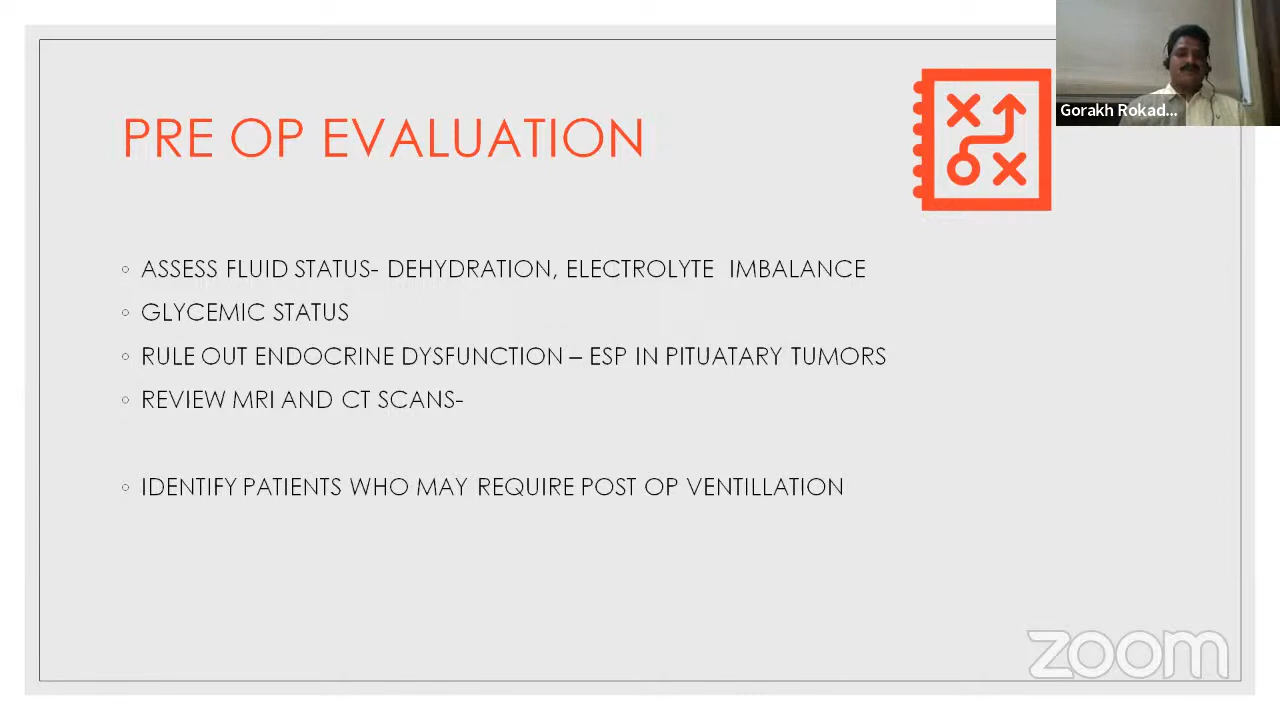 PRE OP EVALUATION
Gorakh Rokad...
◦ ASSESS FLUID STATUS- DEHYDRATION, ELECTROLYTE IMBALANCE
◦ GLYCEMIC STATUS
◦ RULE OUT ENDOCRINE DYSFUNCTION – ESP IN PITUATARY TUMORS
◦ REVIEW MRI AND CT SCANS-
◦ IDENTIFY PATIENTS WHO MAY REQUIRE POST OP VENTILLATION
zoom